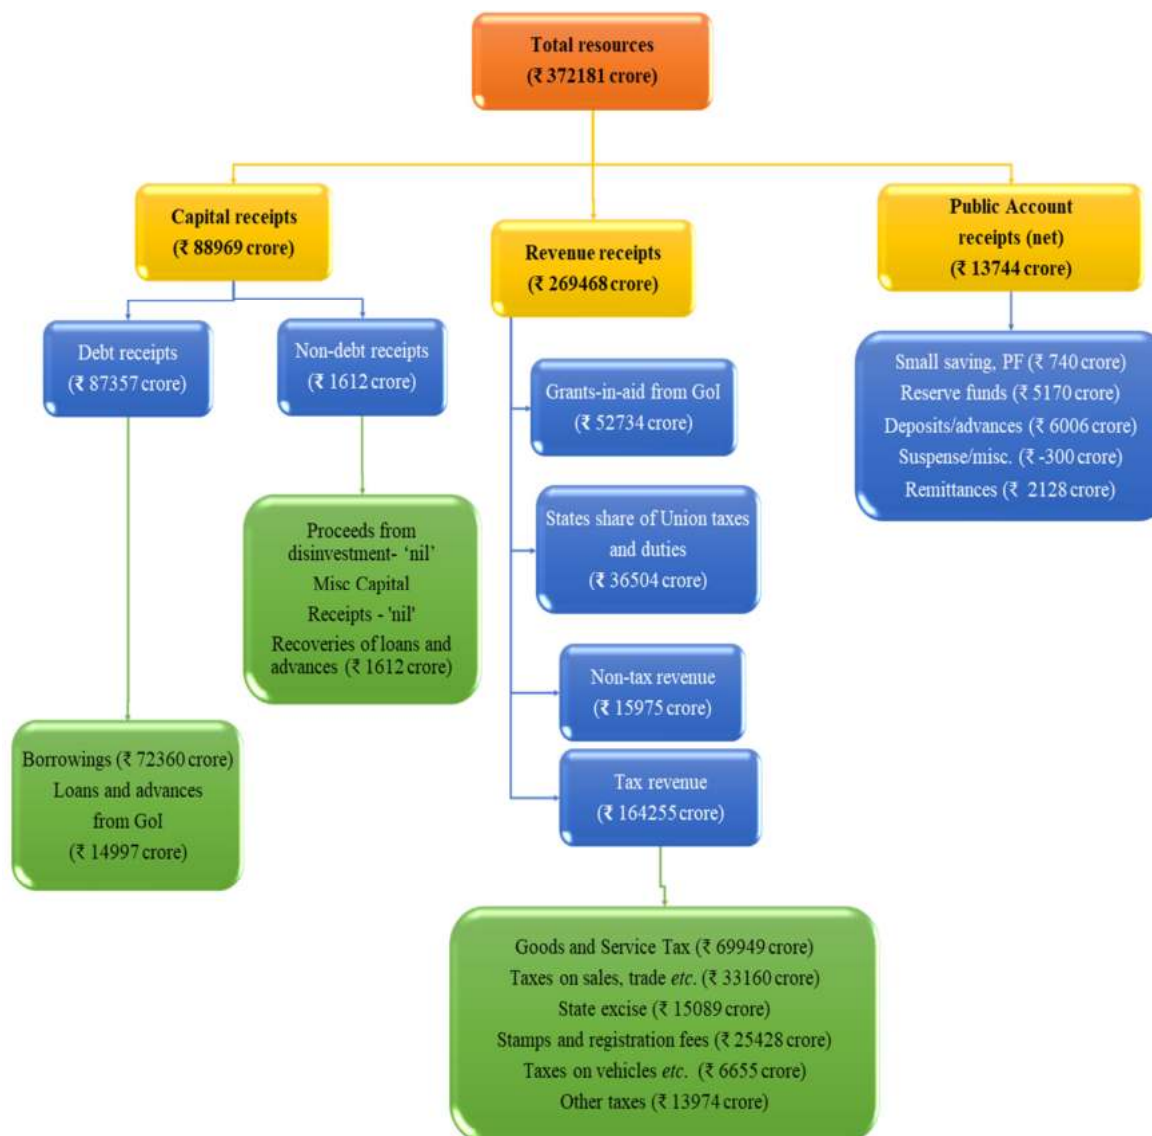 Total resources
(₹ 372181 crore)
Capital receipts
(₹ 88969 crore)
Revenue receipts
(₹ 269468 crore)
Public Account
receipts (net)
(₹ 13744 crore)
Debt receipts
(₹ 87357 crore)
Non-debt receipts
(₹ 1612 crore)
Small saving, PF (₹ 740 crore)
Reserve funds (₹ 5170 crore)
Deposits/advances (₹ 6006 crore)
Suspense/misc. (₹ -300 crore)
Remittances (₹ 2128 crore)
Grants-in-aid from GoI
(₹ 52734 crore)
States share of Union taxes
and duties
(₹ 36504 crore)
Proceeds from
disinvestment- ‘nil’
Misc Capital
Receipts - 'nil'
Recoveries of loans and
advances (₹ 1612 crore)
Non-tax revenue
(₹ 15975 crore)
Borrowings (₹ 72360 crore)
Loans and advances
from GoI
(₹ 14997 crore)
Tax revenue
(₹ 164255 crore)
Goods and Service Tax (₹ 69949 crore)
Taxes on sales, trade etc. (₹ 33160 crore)
State excise (₹ 15089 crore)
Stamps and registration fees (₹ 25428 crore)
Taxes on vehicles etc. (₹ 6655 crore)
Other taxes (₹ 13974 crore)